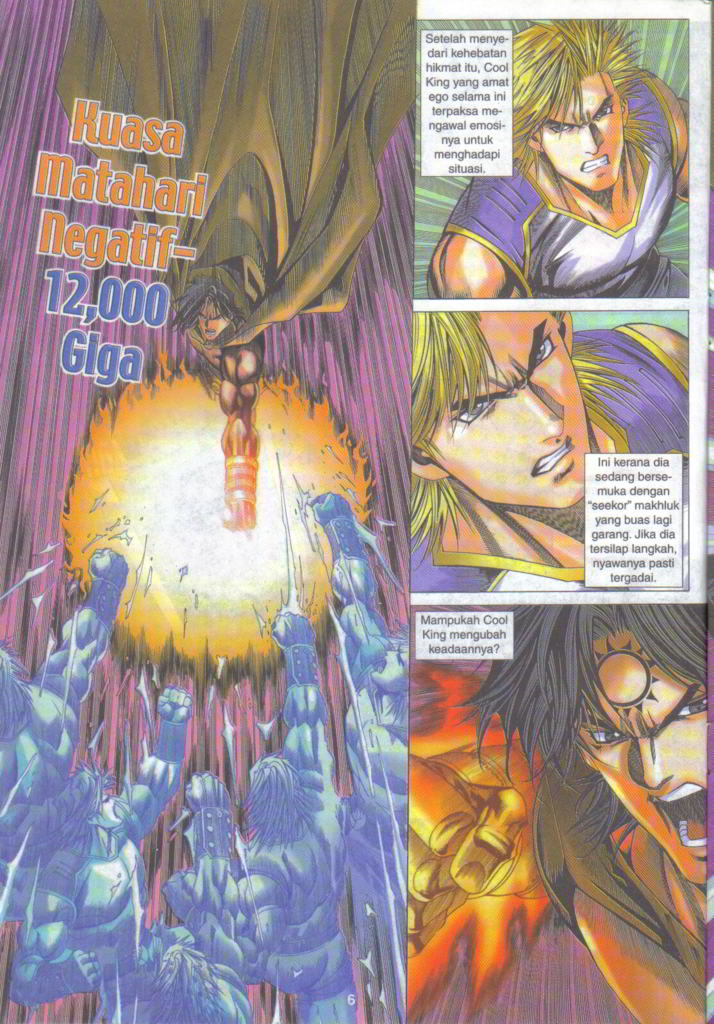 Kuasa
Matahari
Negatif–
12,000
Giga
Setelah menye-
dari kehebatan
hikmat itu, Cool
King yang amat
ego selama ini
terpaksa me-
ngawal emosi-
nya untuk
menghadapi
situasi.
Ini kerana dia
sedang berse-
muka dengan
“seekor” makhluk
yang buas lagi
garang. Jika dia
tersilap langkah,
nyawanya pasti
tergadai.
Mampukah Cool
King mengubah
keadaannya?
6